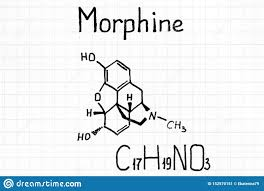 Morphine
HO
O
N
CH₃
HO
C₁₇H₁₉NO₃
dreamstime.com
ID 152570151 © Ekaterina79